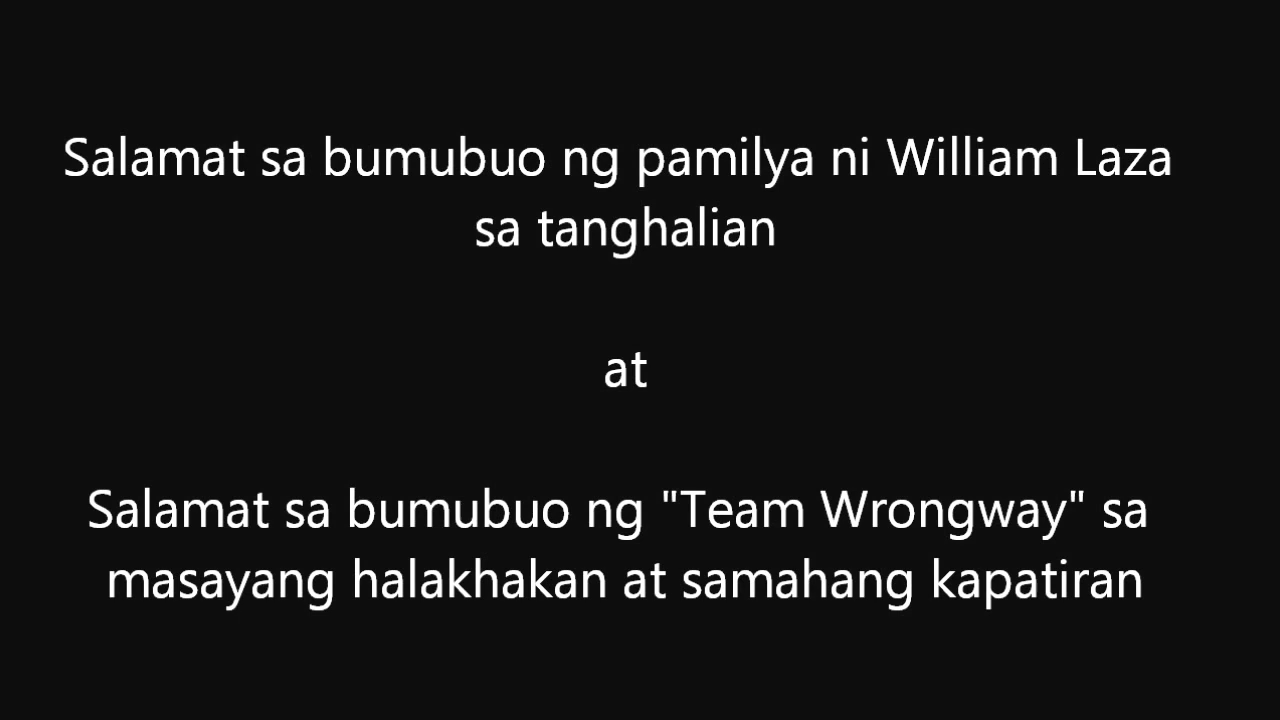 Salamat sa bumubuo ng pamilya ni William Laza
sa tanghalian
at
Salamat sa bumubuo ng "Team Wrongway" sa
masayang halakhakan at samahang kapatiran